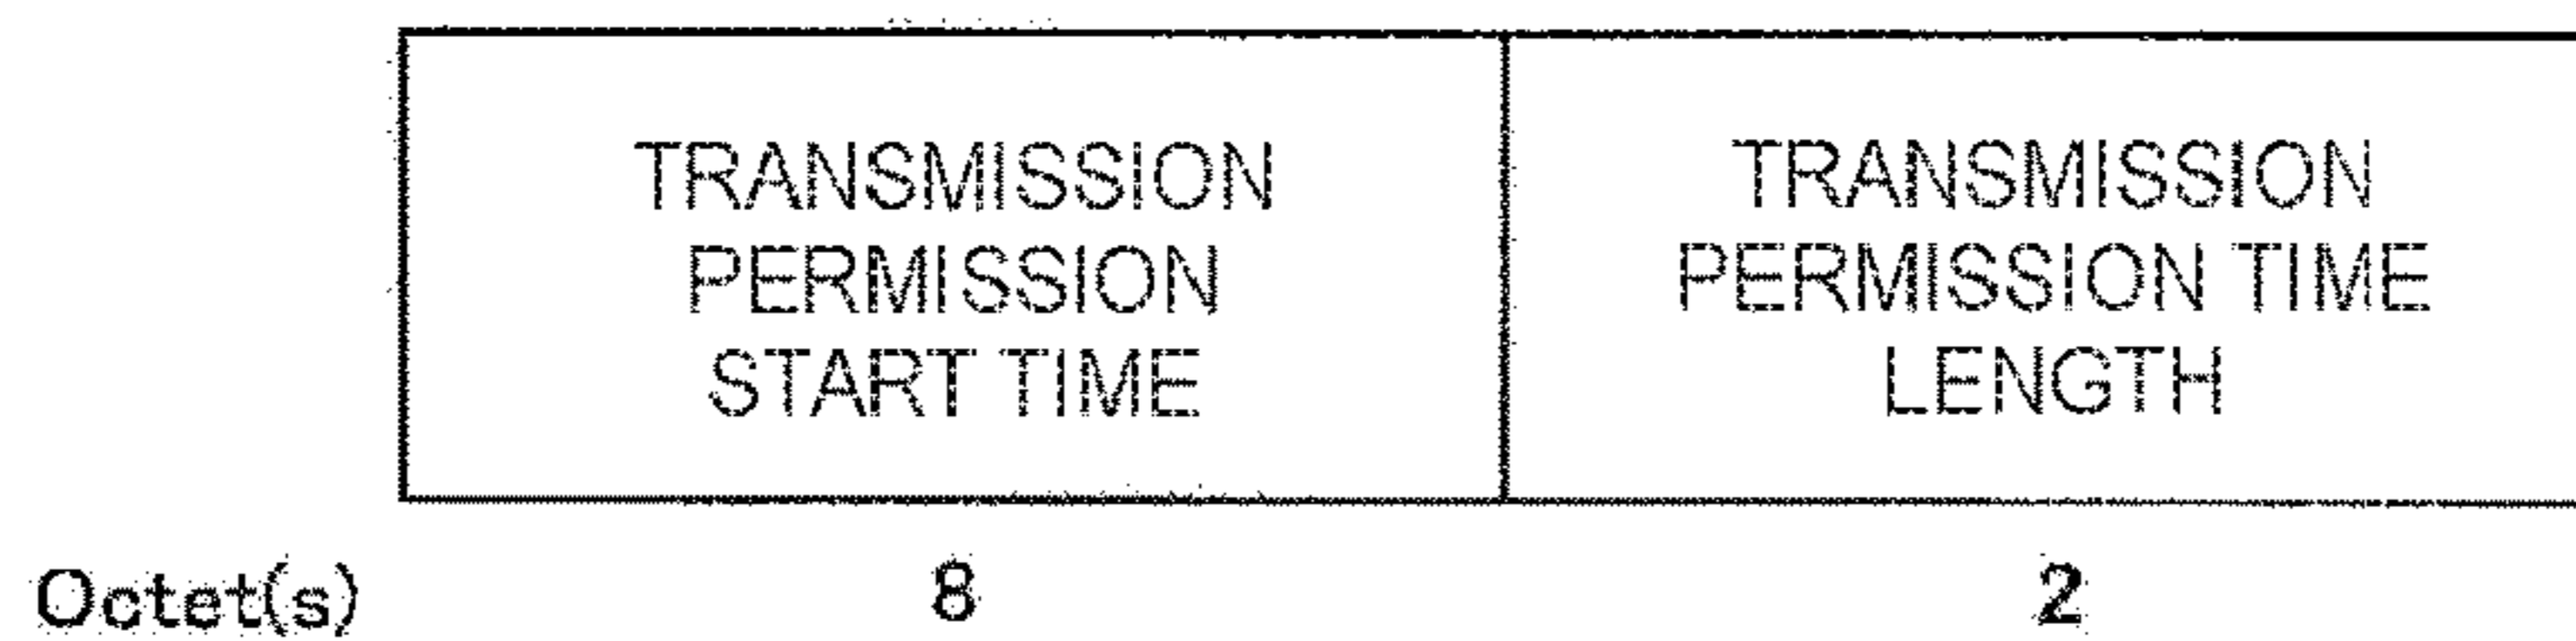 TRANSMISSION
PERMISSION
START TIME
TRANSMISSION
PERMISSION TIME
LENGTH
Octet(s) 8 2